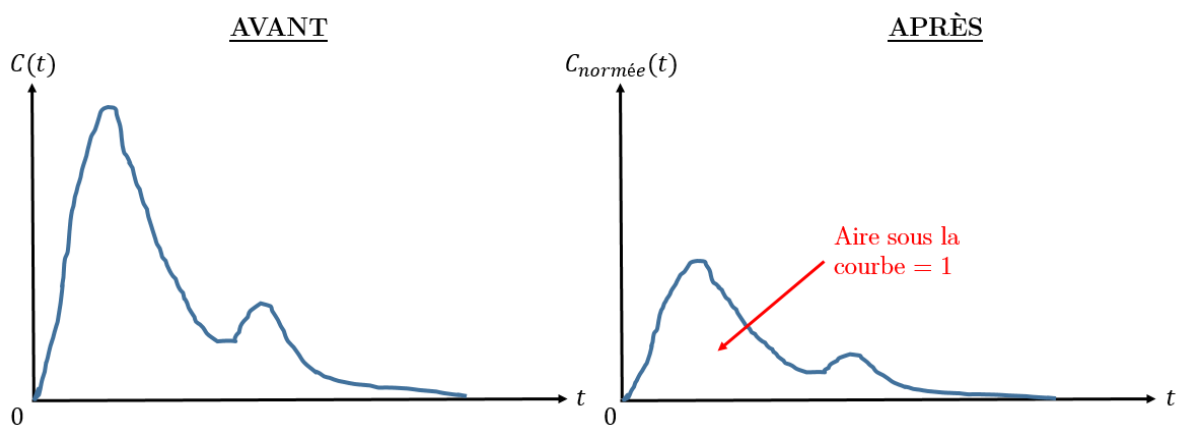 AVANT
C(t)
t
0
APRÈS
C_normée(t)
Aire sous la
courbe = 1
t
0